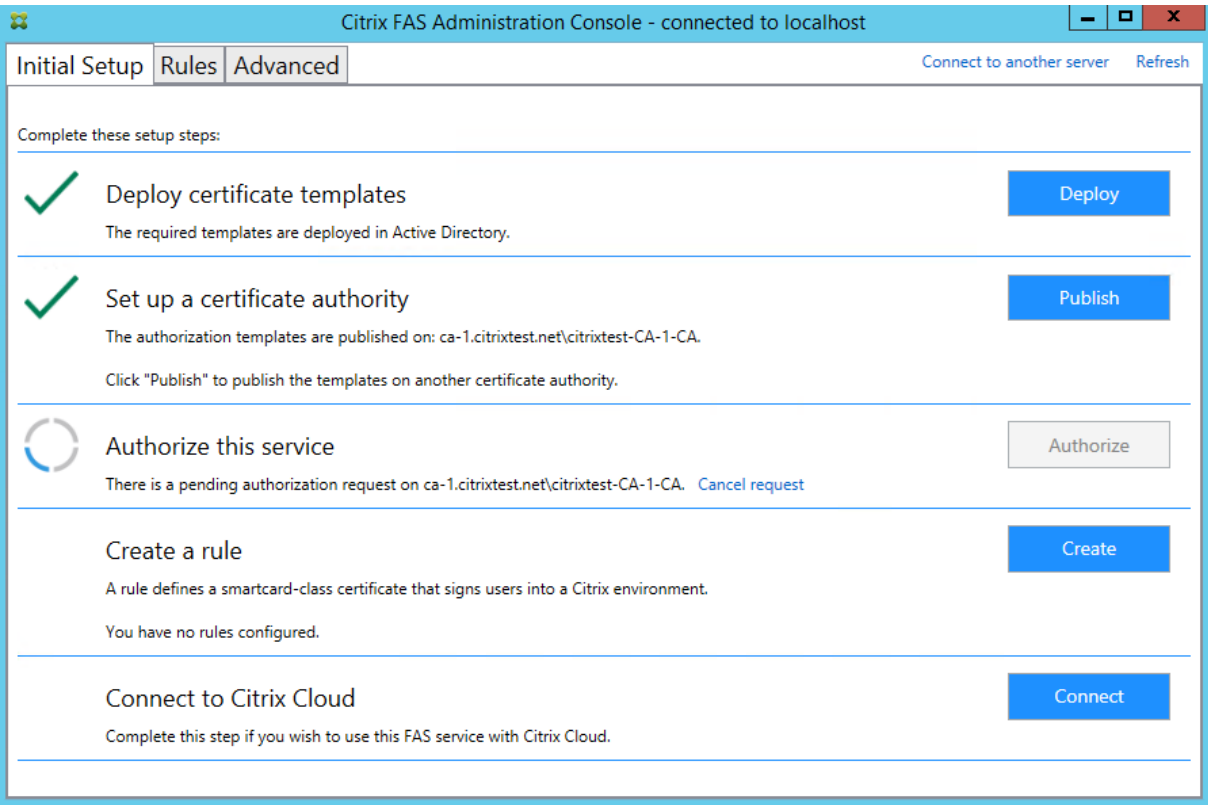 Citrix FAS Administration Console - connected to localhost
Initial Setup Rules Advanced Connect to another server Refresh
Complete these setup steps:
Deploy certificate templates
Deploy
The required templates are deployed in Active Directory.
Set up a certificate authority
Publish
The authorization templates are published on: ca-1.citrixtest.net\citrixtest-CA-1-CA.
Click "Publish" to publish the templates on another certificate authority.
Authorize this service
Authorize
There is a pending authorization request on ca-1.citrixtest.net\citrixtest-CA-1-CA. Cancel request
Create a rule
Create
A rule defines a smartcard-class certificate that signs users into a Citrix environment.
You have no rules configured.
Connect to Citrix Cloud
Connect
Complete this step if you wish to use this FAS service with Citrix Cloud.